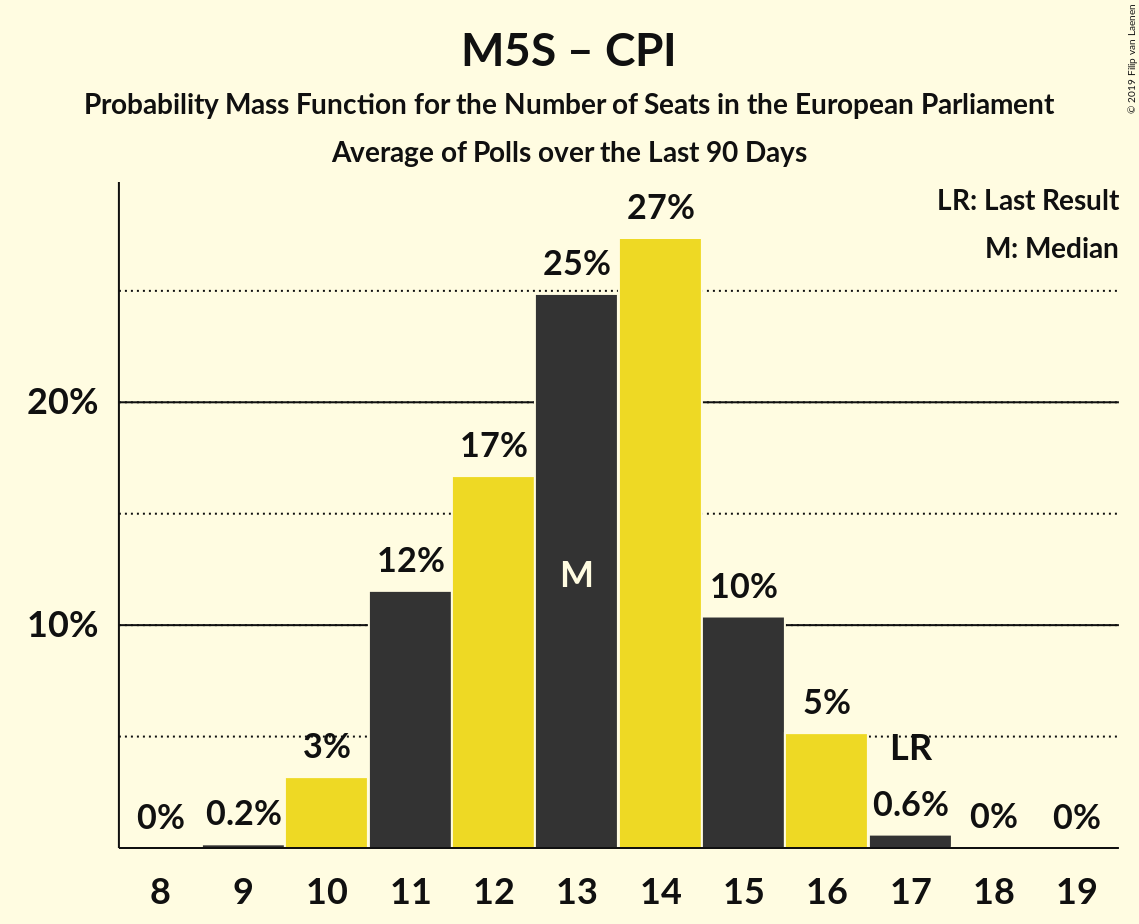 M5S – CPI
Probability Mass Function for the Number of Seats in the European Parliament
Average of Polls over the Last 90 Days
© 2019 Filip van Laenen
LR: Last Result
M: Median
27%
25%
20%
17%
12%
M
10%
10%
5%
3%
LR
0% 0.2% 0.6% 0% 0%
8 9 10 11 12 13 14 15 16 17 18 19